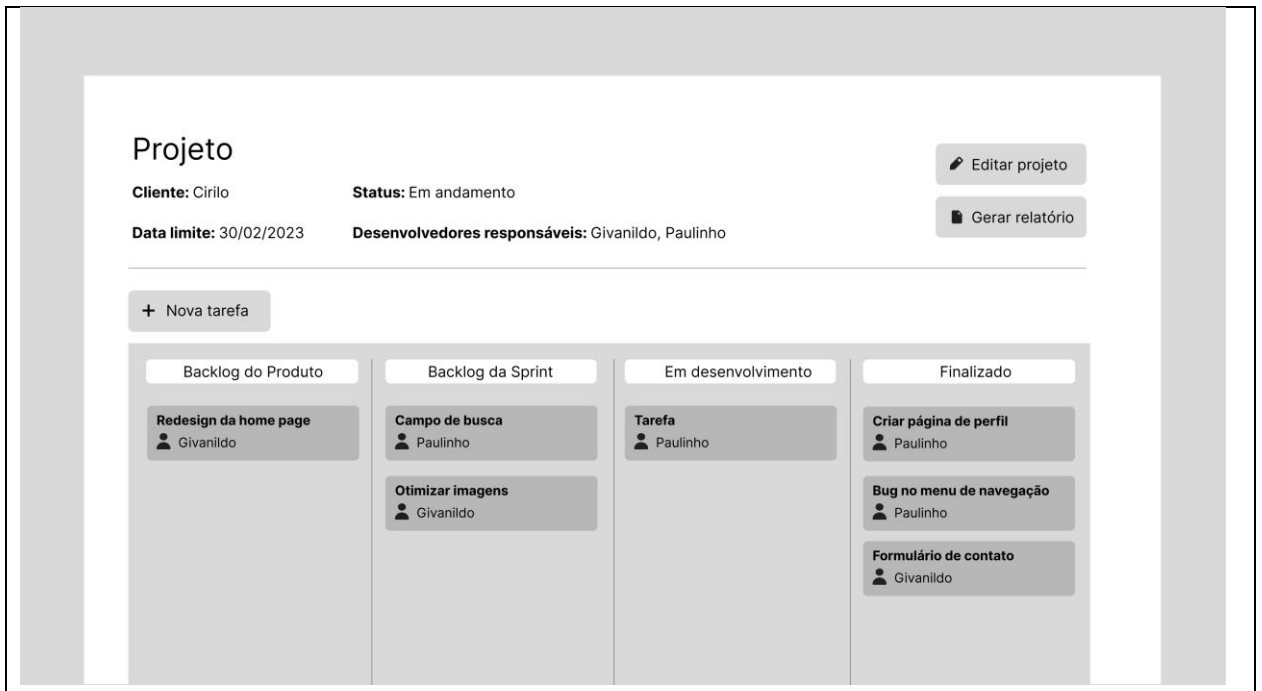 Projeto
Editar projeto
Cliente: Cirilo
Status: Em andamento
Gerar relatório
Data limite: 30/02/2023
Desenvolvedores responsáveis: Givanildo, Paulinho
+ Nova tarefa
Backlog do Produto
Redesign da home page
Givanildo
Backlog da Sprint
Campo de busca
Paulinho
Otimizar imagens
Givanildo
Em desenvolvimento
Tarefa
Paulinho
Finalizado
Criar página de perfil
Paulinho
Bug no menu de navegação
Paulinho
Formulário de contato
Givanildo